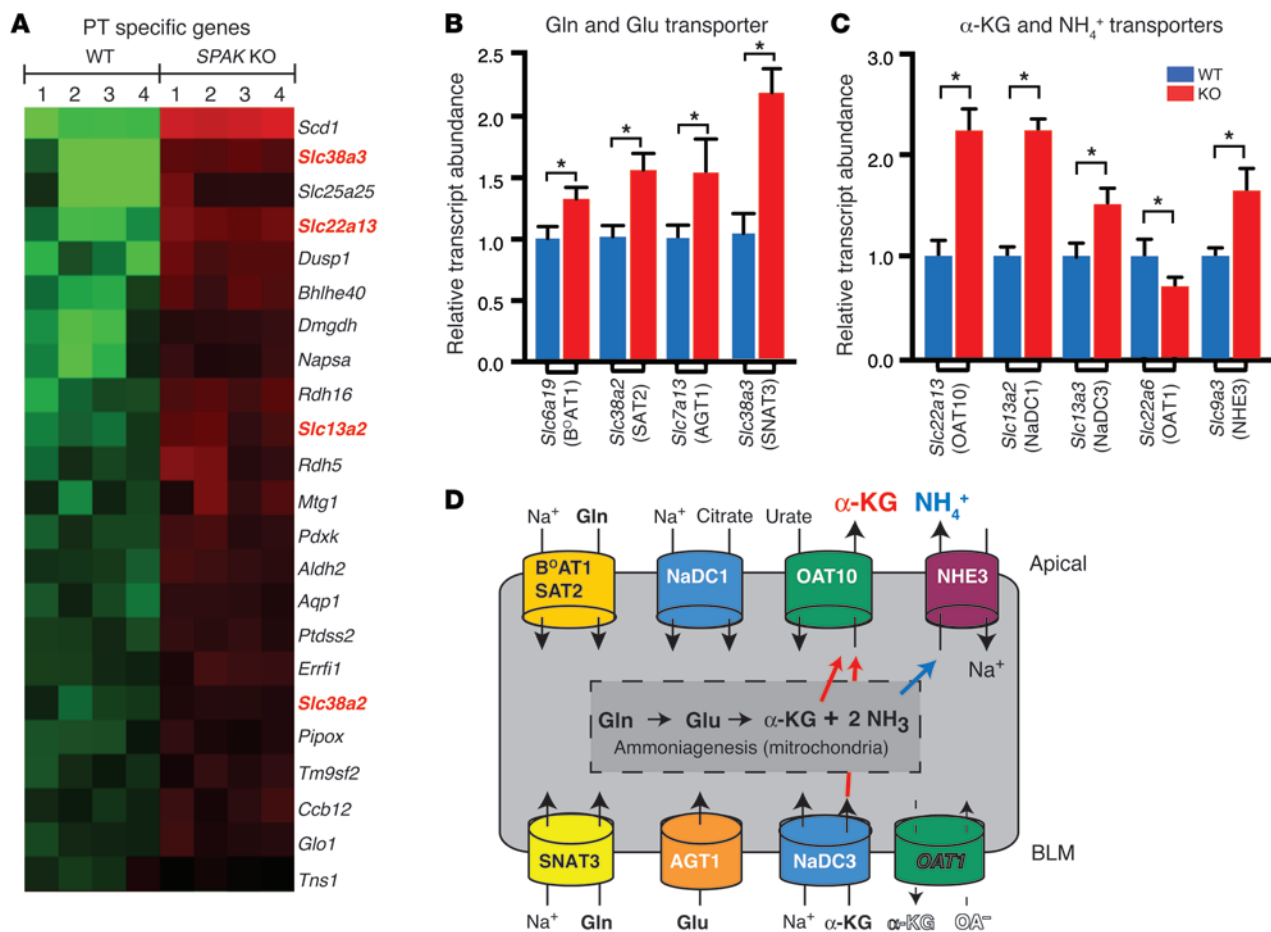 A
PT specific genes
WT
SPAK KO
1 2 3 4 1 2 3 4
Scd1
Slc38a3
Slc25a25
Slc22a13
Dusp1
Bhlhe40
Dmgdh
Napsa
Rdh16
Slc13a2
Rdh5
Mtg1
Pdxk
Aldh2
Aqp1
Ptdss2
Errfi1
Slc38a2
Pipox
Tm9sf2
Ccb12
Glo1
Tns1
B
Gln and Glu transporter
Relative transcript abundance
2.5
2.0
1.5
1.0
0.5
0.0
*
*
*
*
Slc6a19
(B⁰AT1)
Slc38a2
(SAT2)
Slc7a13
(AGT1)
Slc38a3
(SNAT3)
C
α-KG and NH₄⁺ transporters
WT
KO
Relative transcript abundance
3.0
2.0
1.0
0.0
*
*
*
*
*
Slc22a13
(OAT10)
Slc13a2
(NaDC1)
Slc13a3
(NaDC3)
Slc22a6
(OAT1)
Slc9a3
(NHE3)
D
Na⁺ Gln Na⁺ Citrate Urate α-KG NH₄⁺
Apical
B⁰AT1
SAT2
NaDC1
OAT10
NHE3
Na⁺
Gln → Glu → α-KG + 2 NH₃
Ammoniagenesis (mitrochondria)
SNAT3
AGT1
NaDC3
OAT1
BLM
Na⁺ Gln Glu Na⁺ α-KG α-KG OA⁻